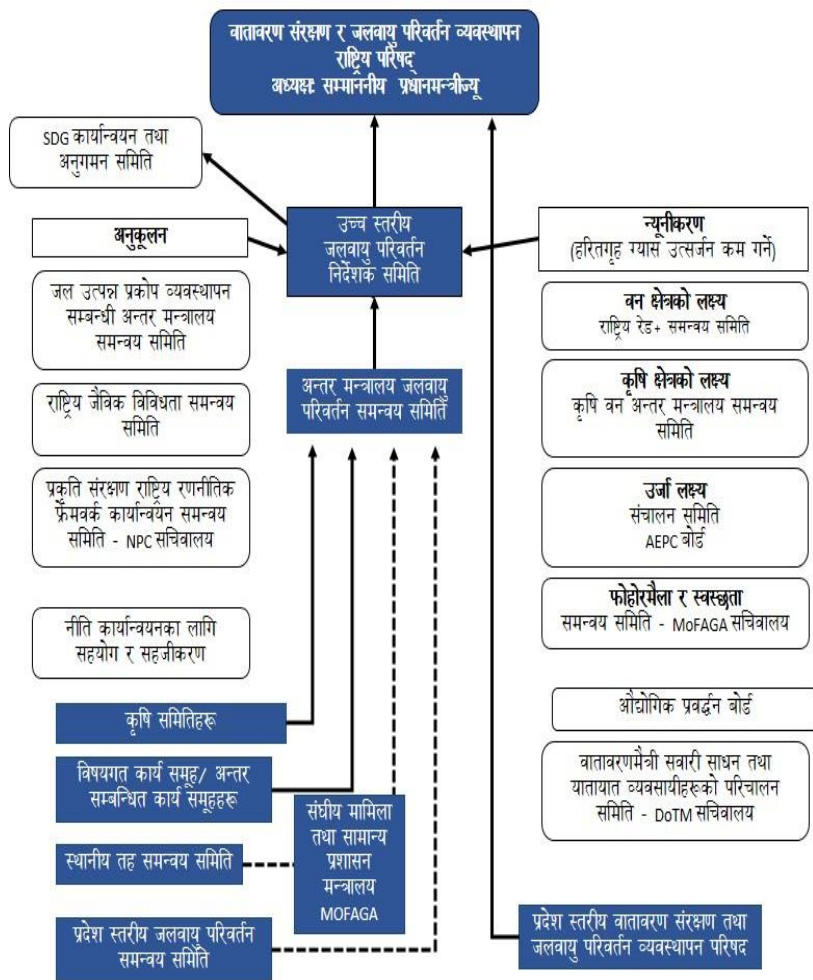 वातावरण संरक्षण र जलवायु परिवर्तन व्यवस्थापन
राष्ट्रिय परिषद्
अध्यक्षः सम्माननीय प्रधानमन्त्रीज्यू
SDG कार्यान्वयन तथा
अनुगमन समिति
उच्च स्तरीय
जलवायु परिवर्तन
निर्देशक समिति
अनुकूलन
जल उत्पन्न प्रकोप व्यवस्थापन
सम्बन्धी अन्तर मन्त्रालय
समन्वय समिति
राष्ट्रिय जैविक विविधता समन्वय
समिति
प्रकृति संरक्षण राष्ट्रिय रणनीतिक
फ्रेमवर्क कार्यान्वयन समन्वय
समिति - NPC सचिवालय
नीति कार्यान्वयनका लागि
सहयोग र सहजीकरण
अन्तर मन्त्रालय जलवायु
परिवर्तन समन्वय समिति
न्यूनीकरण
(हरितगृह ग्यास उत्सर्जन कम गर्ने)
वन क्षेत्रको लक्ष्य
राष्ट्रिय रेड+ समन्वय समिति
कृषि क्षेत्रको लक्ष्य
कृषि वन अन्तर मन्त्रालय समन्वय
समिति
उर्जा लक्ष्य
संचालन समिति
AEPC बोर्ड
फोहोरमैला र स्वस्छता
समन्वय समिति - MoFAGA सचिवालय
औद्योगिक प्रवर्द्धन बोर्ड
वातावरणमैत्री सवारी साधन तथा
यातायात व्यवसायीहरूको परिचालन
समिति - DoTM सचिवालय
कृषि समितिहरू
विषयगत कार्य समूह/ अन्तर
सम्बन्धित कार्य समूहहरू
स्थानीय तह समन्वय समिति
प्रदेश स्तरीय जलवायु परिवर्तन
समन्वय समिति
संघीय मामिला
तथा सामान्य
प्रशासन
मन्त्रालय
MOFAGA
प्रदेश स्तरीय वातावरण संरक्षण तथा
जलवायु परिवर्तन व्यवस्थापन परिषद